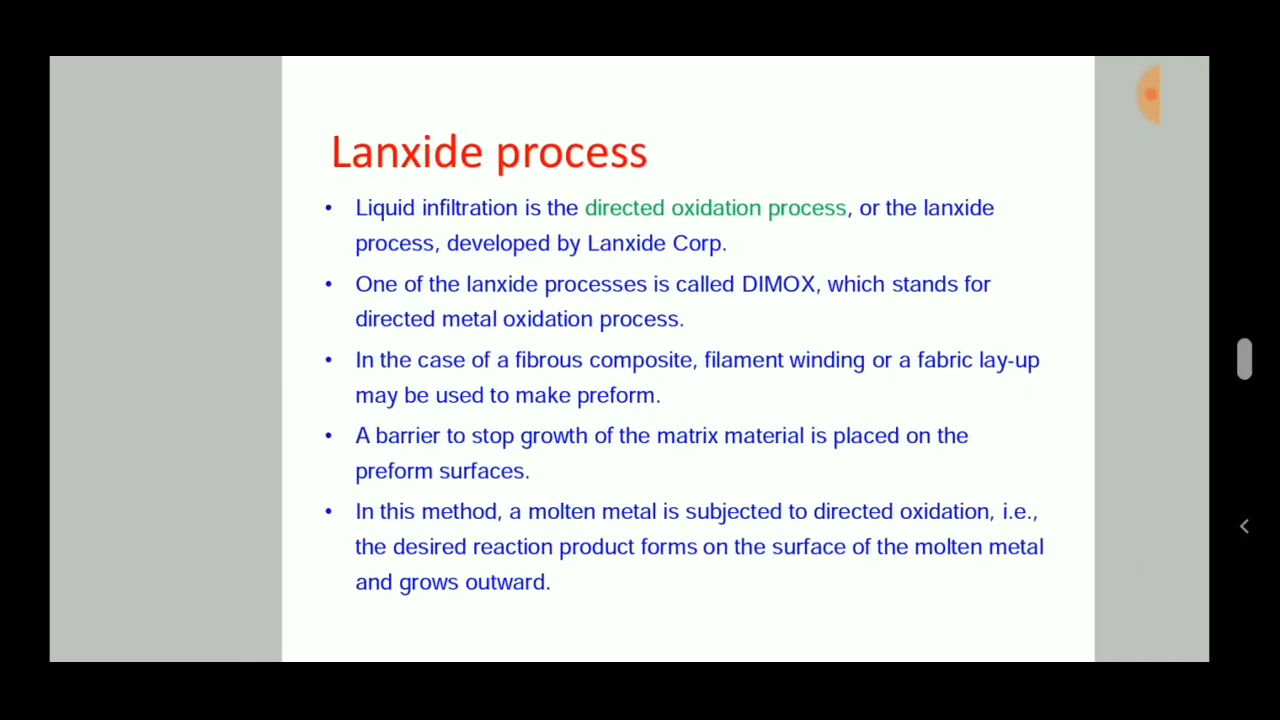 Lanxide process
• Liquid infiltration is the directed oxidation process, or the lanxide
process, developed by Lanxide Corp.
• One of the lanxide processes is called DIMOX, which stands for
directed metal oxidation process.
• In the case of a fibrous composite, filament winding or a fabric lay-up
may be used to make preform.
• A barrier to stop growth of the matrix material is placed on the
preform surfaces.
• In this method, a molten metal is subjected to directed oxidation, i.e.,
the desired reaction product forms on the surface of the molten metal
and grows outward.